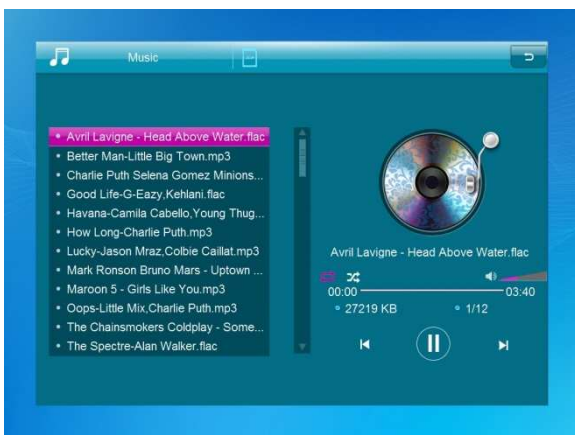 Music
Avril Lavigne - Head Above Water.flac
Better Man-Little Big Town.mp3
Charlie Puth Selena Gomez Minions...
Good Life-G-Eazy,Kehlani.flac
Havana-Camila Cabello,Young Thug...
How Long-Charlie Puth.mp3
Lucky-Jason Mraz,Colbie Caillat.mp3
Mark Ronson Bruno Mars - Uptown ...
Maroon 5 - Girls Like You.mp3
Oops-Little Mix,Charlie Puth.mp3
The Chainsmokers Coldplay - Some...
The Spectre-Alan Walker.flac
Avril Lavigne - Head Above Water.flac
00:00 03:40
27219 KB 1/12